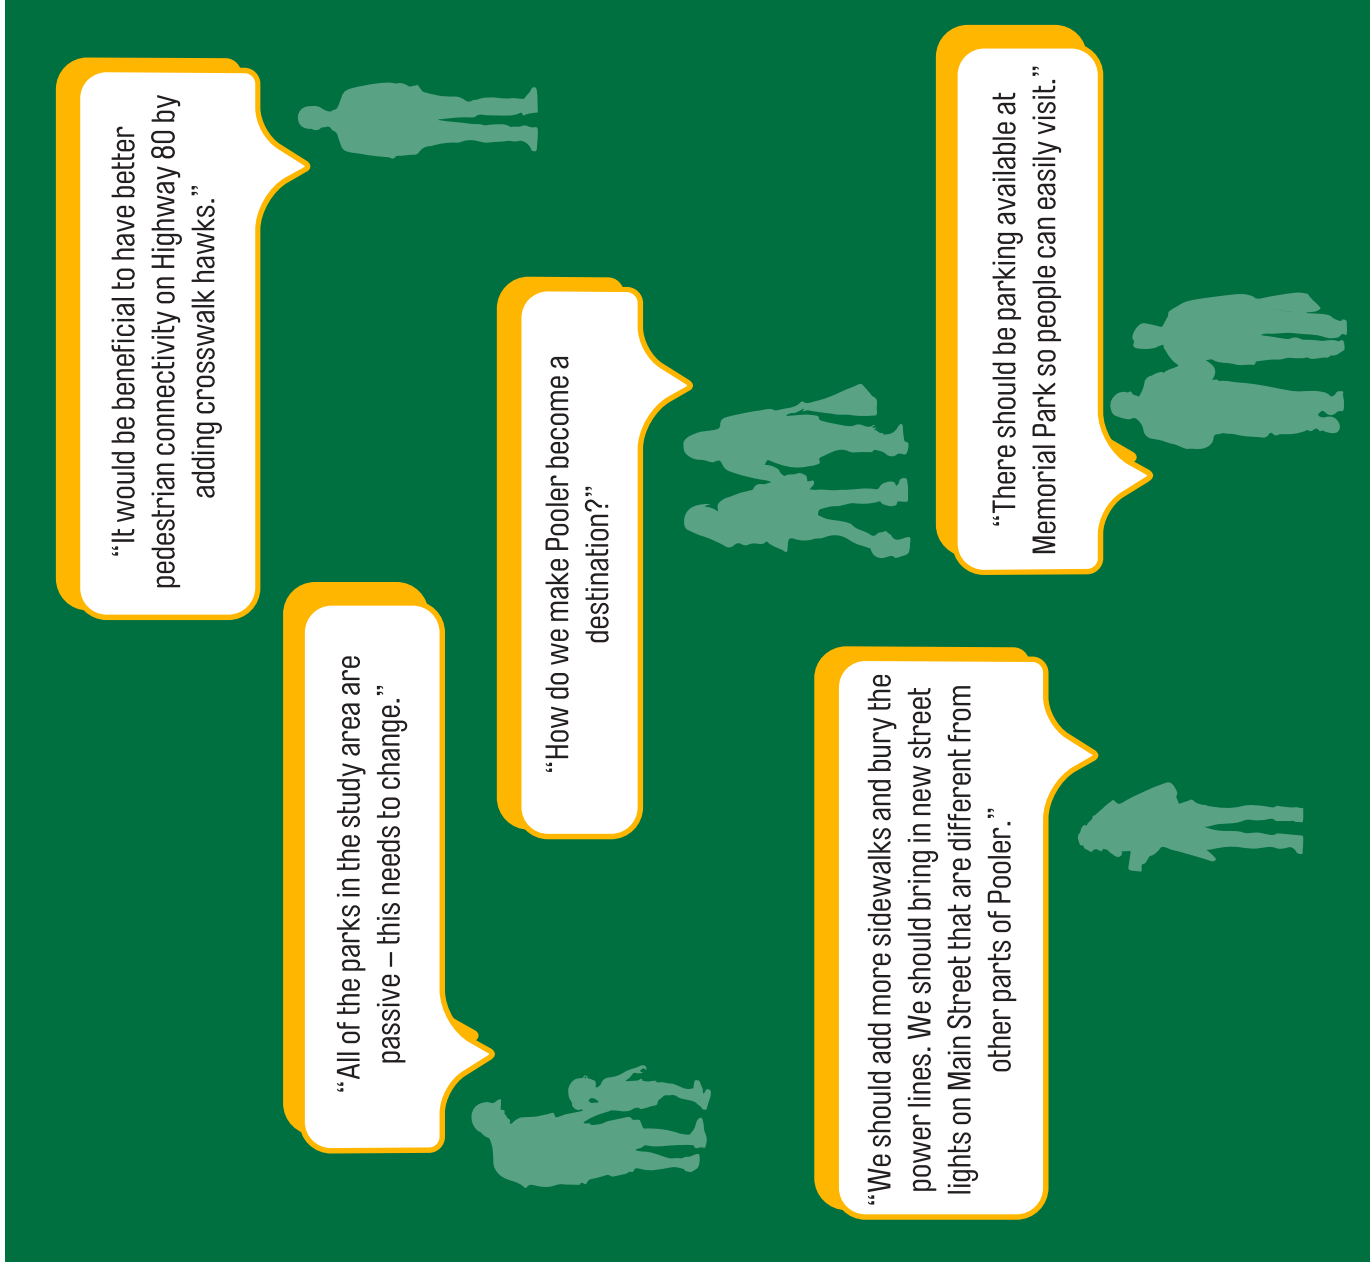 “It would be beneficial to have better
pedestrian connectivity on Highway 80 by
adding crosswalk hawks.”
“All of the parks in the study area are
passive – this needs to change.”
“How do we make Pooler become a
destination?”
“We should add more sidewalks and bury the
power lines. We should bring in new street
lights on Main Street that are different from
other parts of Pooler.”
“There should be parking available at
Memorial Park so people can easily visit.”